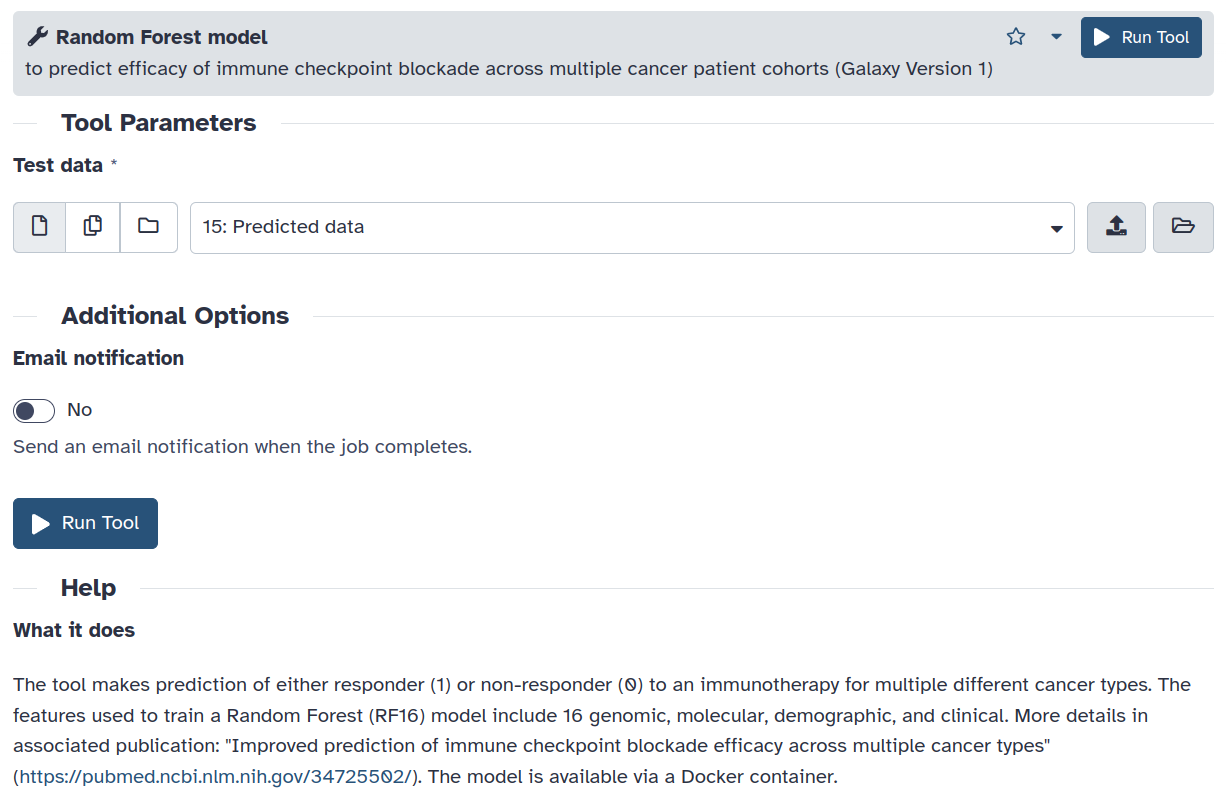 Random Forest model
Run Tool
to predict efficacy of immune checkpoint blockade across multiple cancer patient cohorts (Galaxy Version 1)
Tool Parameters
Test data *
15: Predicted data
Additional Options
Email notification
No
Send an email notification when the job completes.
Run Tool
Help
What it does
The tool makes prediction of either responder (1) or non-responder (0) to an immunotherapy for multiple different cancer types. The
features used to train a Random Forest (RF16) model include 16 genomic, molecular, demographic, and clinical. More details in
associated publication: "Improved prediction of immune checkpoint blockade efficacy across multiple cancer types"
(https://pubmed.ncbi.nlm.nih.gov/34725502/). The model is available via a Docker container.